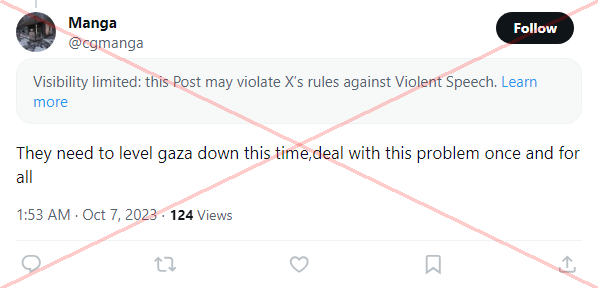 Manga
@cgmanga
Follow
Visibility limited: this Post may violate X's rules against Violent Speech. Learn
more
They need to level gaza down this time,deal with this problem once and for
all
1:53 AM · Oct 7, 2023 · 124 Views